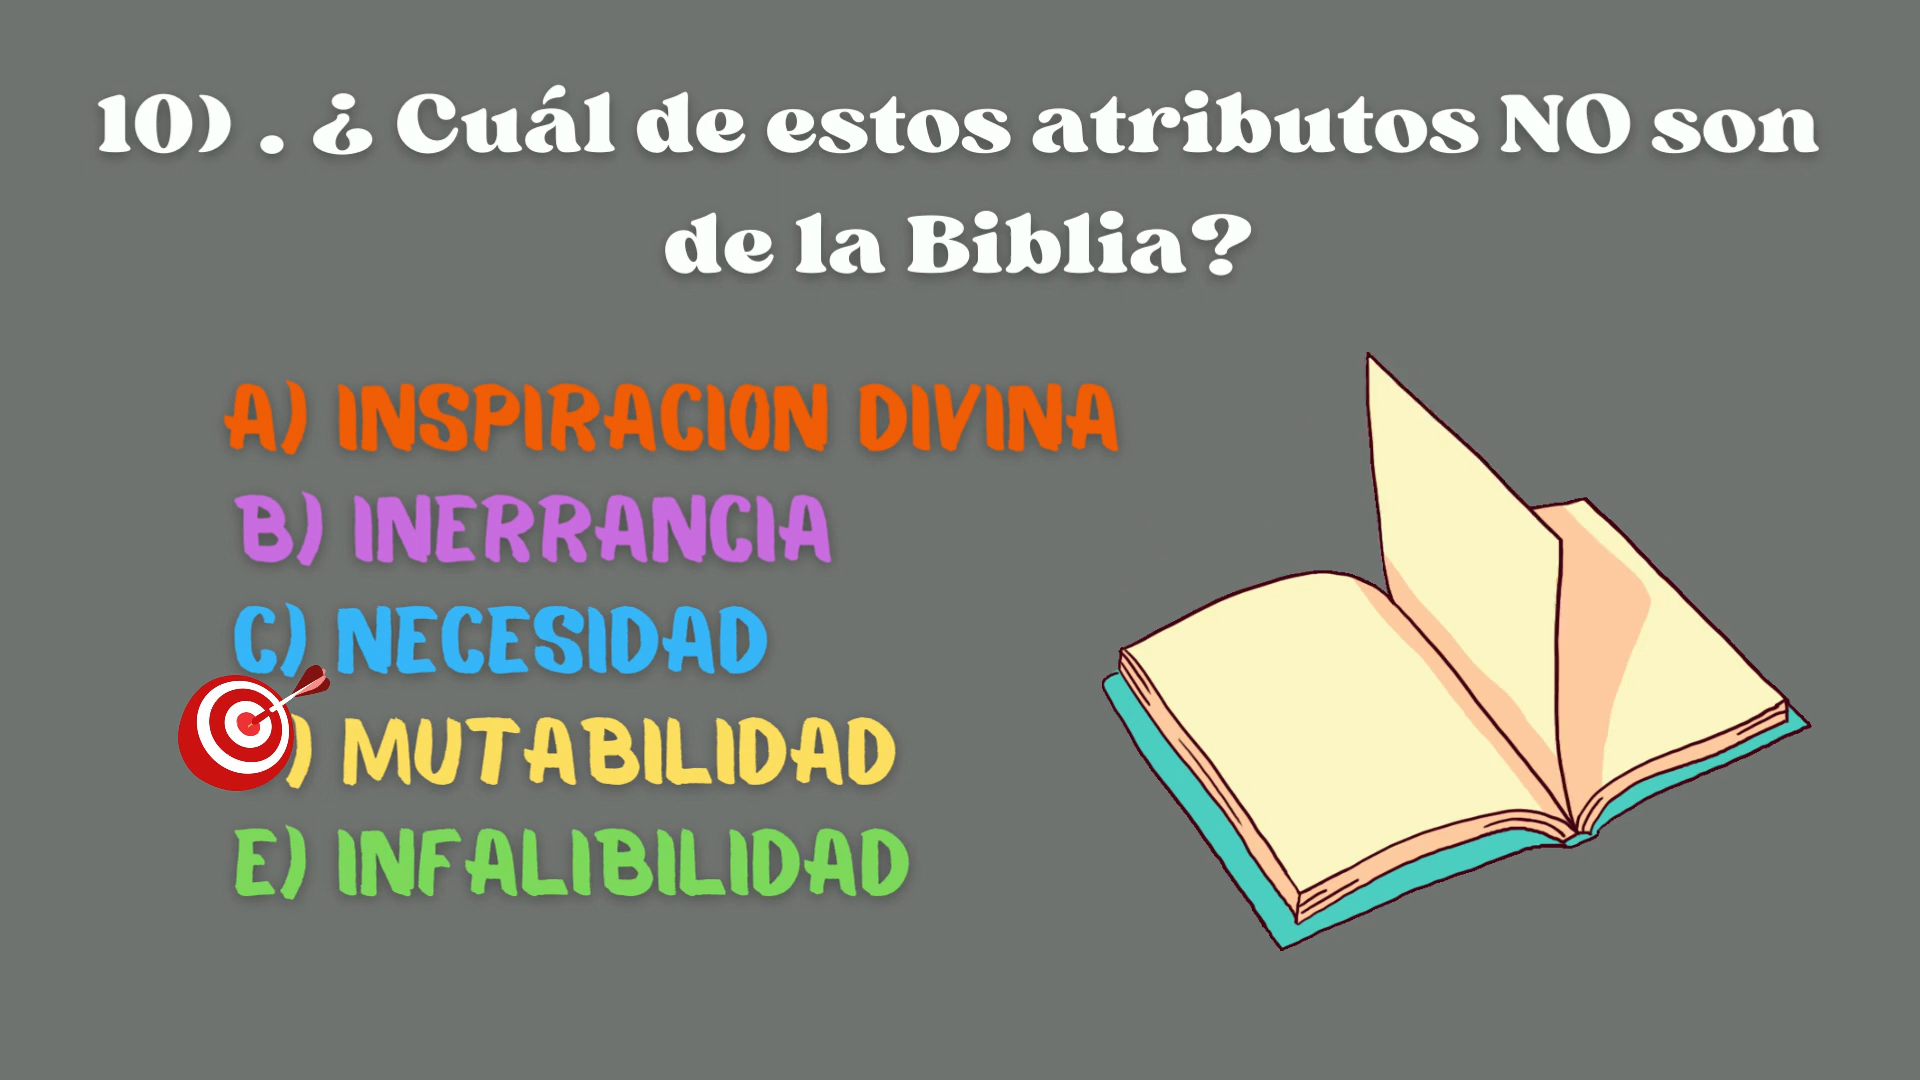 10) . ¿ Cuál de estos atributos NO son
de la Biblia?
A) INSPIRACION DIVINA
B) INERRANCIA
C) NECESIDAD
) MUTABILIDAD
E) INFALIBILIDAD